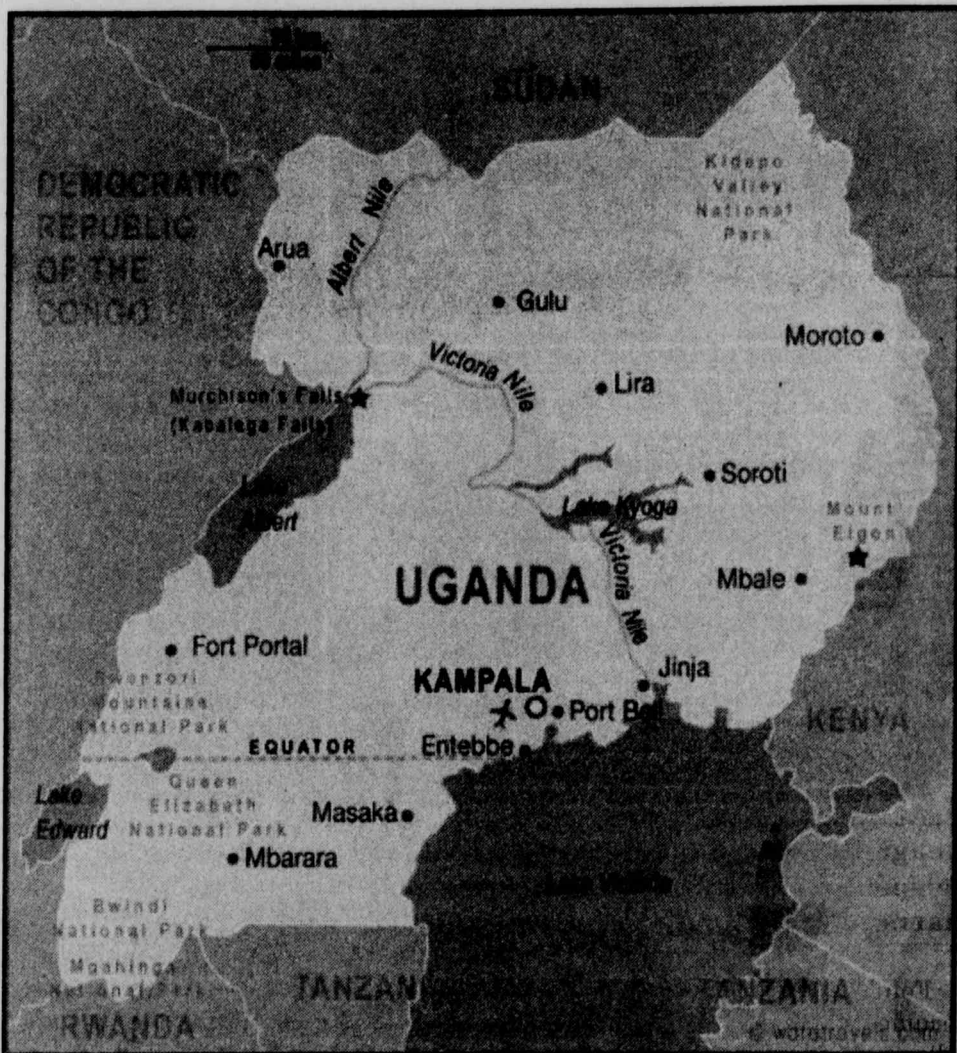 SUDAN
DEMOCRATIC
REPUBLIC
OF THE
CONGO
Kidepo
Valley
National
Park
Albert Nile
Arua
Gulu
Moroto
Victoria Nile
Lira
Murchison's Falls
(Kabalega Falls)
Lake
Albert
Soroti
Lake Kyoga
Mount
Elgon
Victoria Nile
UGANDA
Mbale
Fort Portal
Jinja
KAMPALA
Rwenzori
Mountains
National Park
Port Bell
KENYA
EQUATOR
Entebbe
Lake
Edward
Queen
Elizabeth
National Park
Masaka
Mbarara
Lake Victoria
Bwindi
National Park
Mgahinga
National Park
TANZANI
TANZANIA
RWANDA